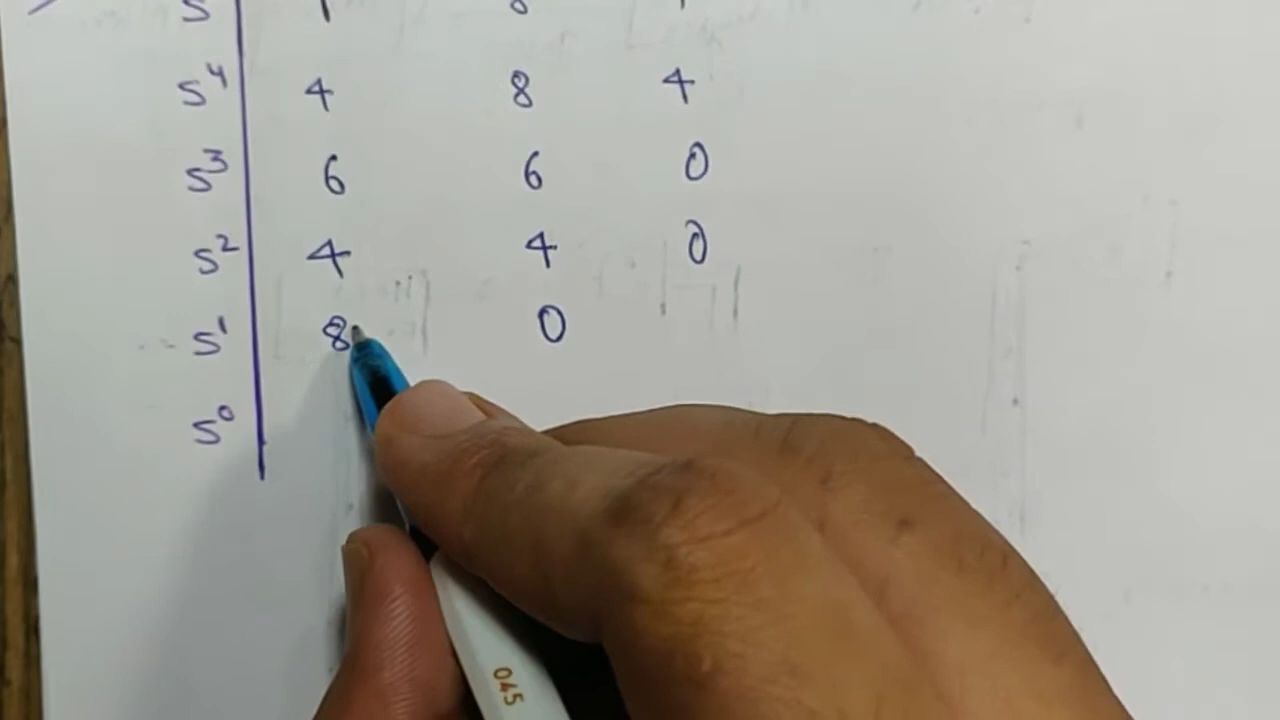 s⁴ 4 8 4
s³ 6 6 0
s² 4 4 0
s¹ 8 0
s⁰
045